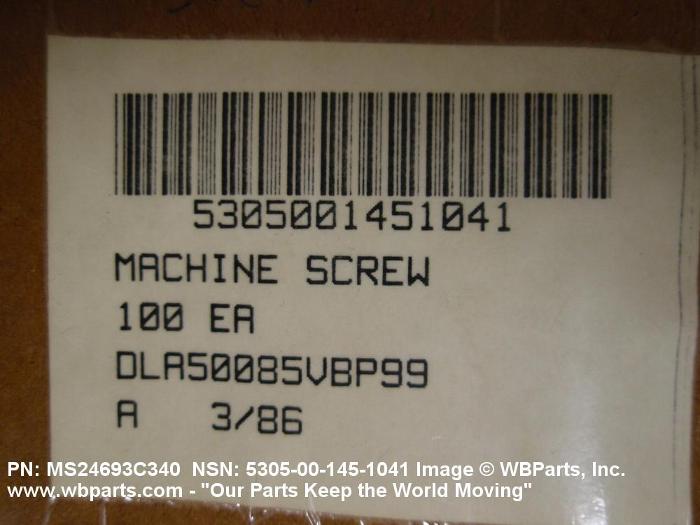 5305001451041
MACHINE SCREW
100 EA
DLA50085VBP99
A 3/86
PN: MS24693C340 NSN: 5305-00-145-1041 Image © WBParts, Inc.
www.wbparts.com - "Our Parts Keep the World Moving"